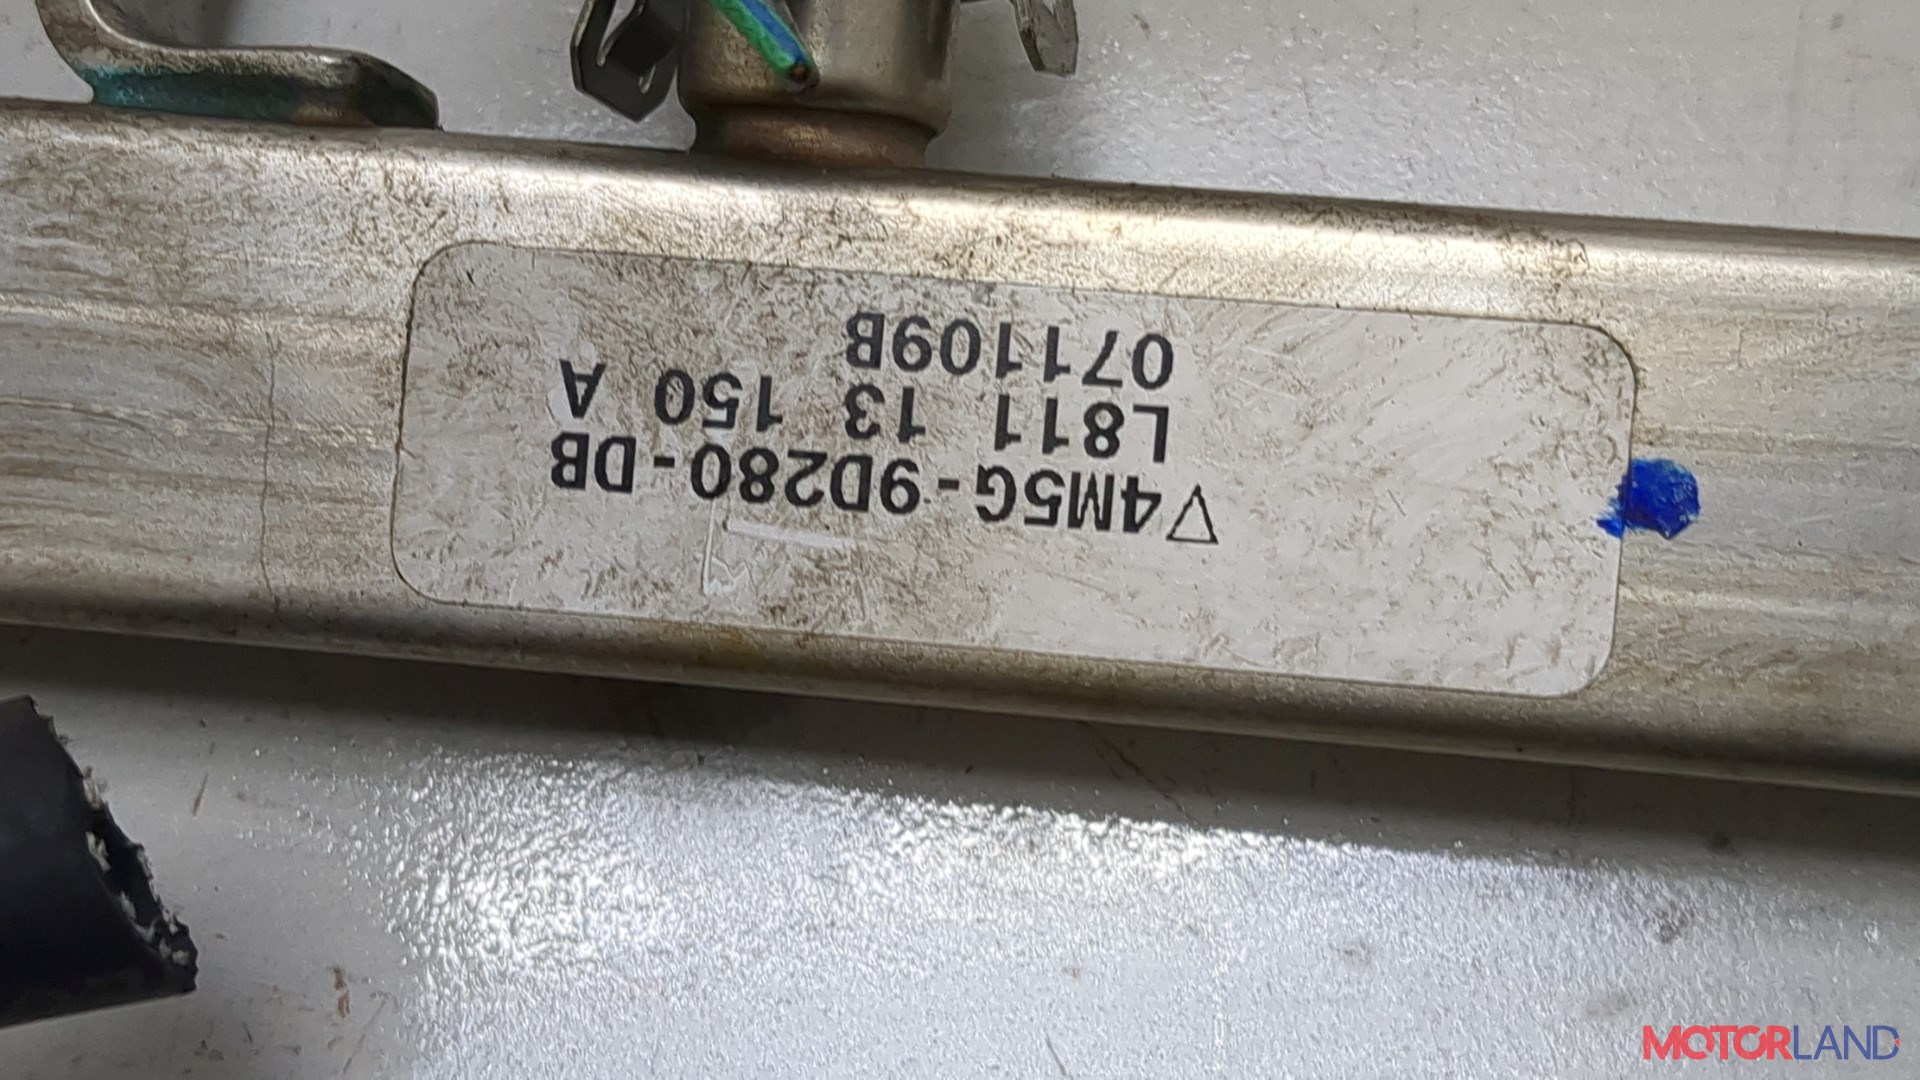 ▽4M5G-9D280-DB
L811 13 150 A
071109B
MOTORLAND